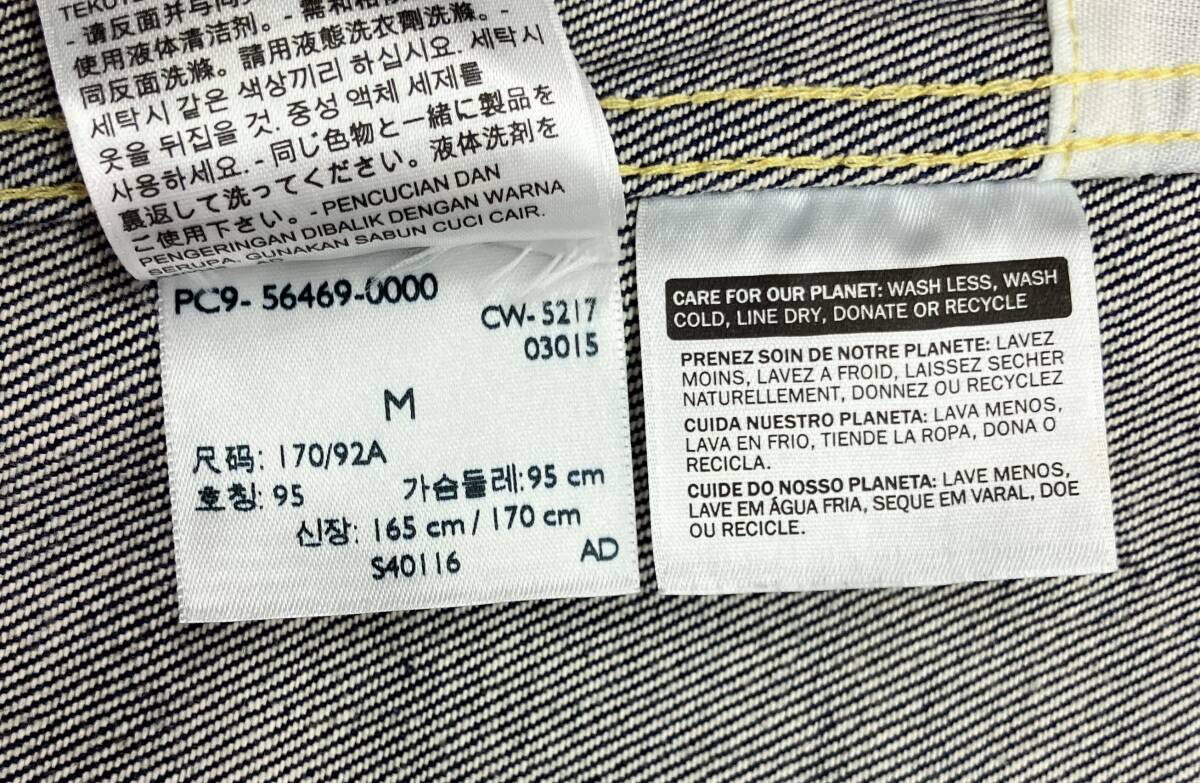 - 请反面并与同
使用液体清洁剂。- 需和相
同反面洗滌。請用液態洗衣劑洗滌。-
세탁시 같은 색상끼리 하십시요. 세탁시
옷을 뒤집을 것. 중성 액체 세제를
사용하세요. - 同じ色物と一緒に製品を
裏返して洗ってください。液体洗剤を
ご使用下さい。- PENCUCIAN DAN
PENGERINGAN DIBALIK DENGAN WARNA
SERUPA. GUNAKAN SABUN CUCI CAIR.
PC9- 56469-0000
CW- 5217
03015
M
尺码: 170/92A
호칭: 95 가슴둘레:95 cm
신장: 165 cm / 170 cm
S40116 AD
CARE FOR OUR PLANET: WASH LESS, WASH
COLD, LINE DRY, DONATE OR RECYCLE
PRENEZ SOIN DE NOTRE PLANETE: LAVEZ
MOINS, LAVEZ A FROID, LAISSEZ SECHER
NATURELLEMENT, DONNEZ OU RECYCLEZ
CUIDA NUESTRO PLANETA: LAVA MENOS,
LAVA EN FRIO, TIENDE LA ROPA, DONA O
RECICLA.
CUIDE DO NOSSO PLANETA: LAVE MENOS,
LAVE EM ÁGUA FRIA, SEQUE EM VARAL, DOE
OU RECICLE.